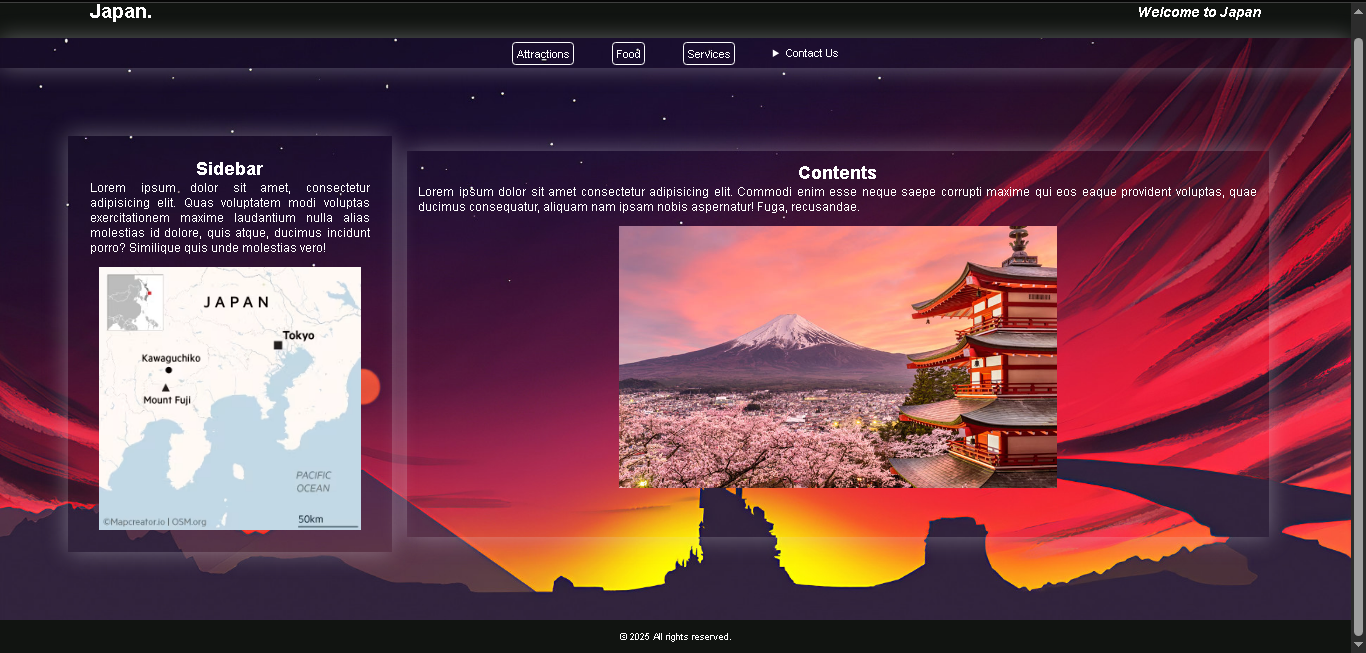 Japan.
Welcome to Japan
Attractions
Food
Services
Contact Us
Sidebar
Lorem ipsum, dolor sit amet, consectetur
adipisicing elit. Quas voluptatem modi voluptas
exercitationem maxime laudantium nulla alias
molestias id dolore, quis atque, ducimus incidunt
porro? Similique quis unde molestias vero!
JAPAN
Tokyo
Kawaguchiko
Mount Fuji
PACIFIC
OCEAN
©Mapcreator.io | OSM.org
50km
Contents
Lorem ipsum dolor sit amet consectetur adipisicing elit. Commodi enim esse neque saepe corrupti maxime qui eos eaque provident voluptas, quae
ducimus consequatur, aliquam nam ipsam nobis aspernatur! Fuga, recusandae.
© 2025 All rights reserved.